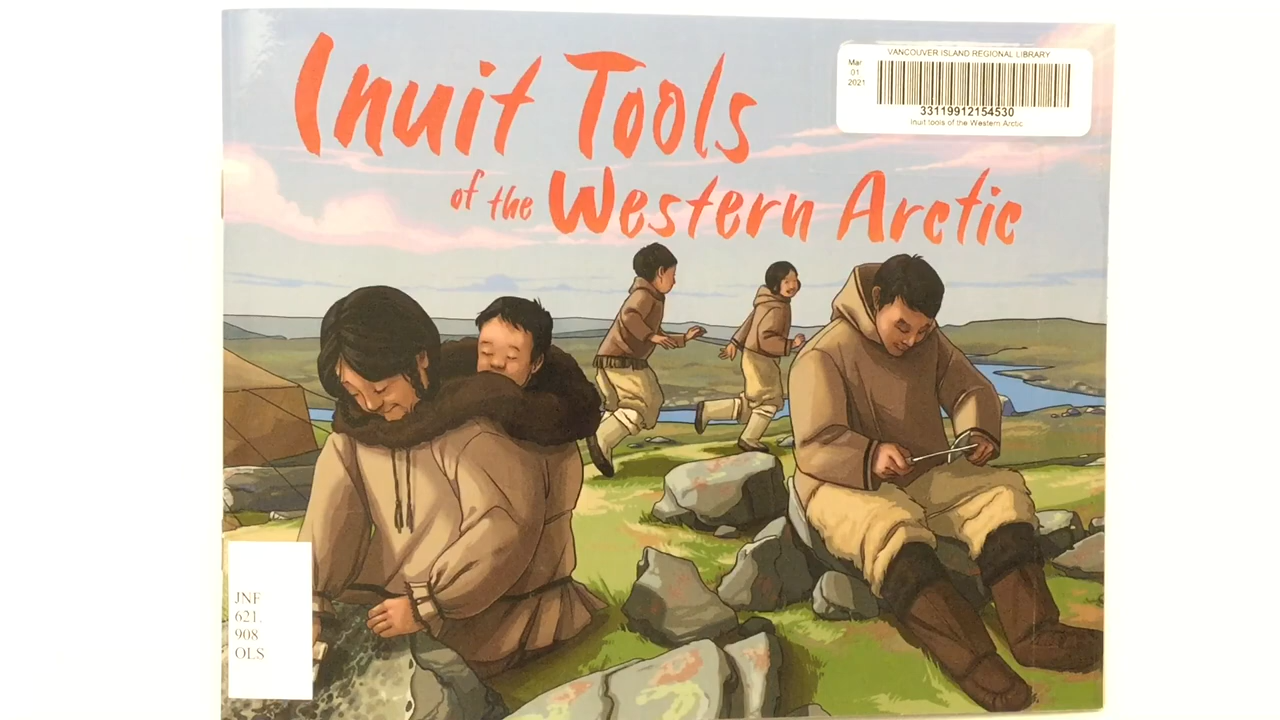 Inuit Tools
of the Western Arctic
VANCOUVER ISLAND REGIONAL LIBRARY
Mar
01
2021
33119912154530
Inuit tools of the Western Arctic
JNF
621.
908
OLS